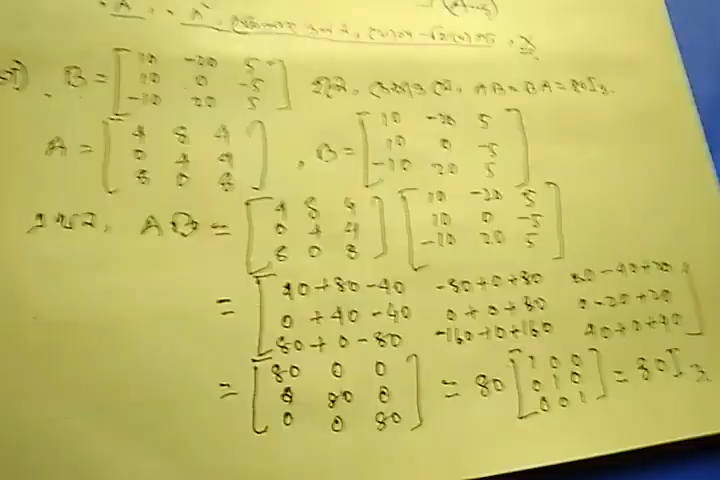 B = [10 -20 5
10 0 -5
-10 20 5] হয়, দেখাও যে, AB = BA = 80I₃.
A = [4 8 4
0 4 4
8 0 8], B = [10 -20 5
10 0 -5
-10 20 5]
এখন, AB = [4 8 4
0 4 4
8 0 8] [10 -20 5
10 0 -5
-10 20 5]
= [40+80-40 -80+0+80 20-40+20
0+40-40 0+0+80 0-20+20
80+0-80 -160+0+160 40+0+40]
= [80 0 0
0 80 0
0 0 80] = 80 [1 0 0
0 1 0
0 0 1] = 80I₃.